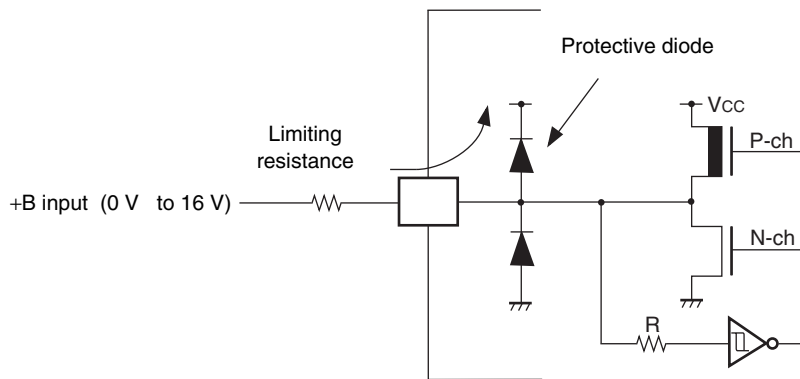 Protective diode
Limiting
resistance
VCC
P-ch
+B input (0 V to 16 V)
N-ch
R